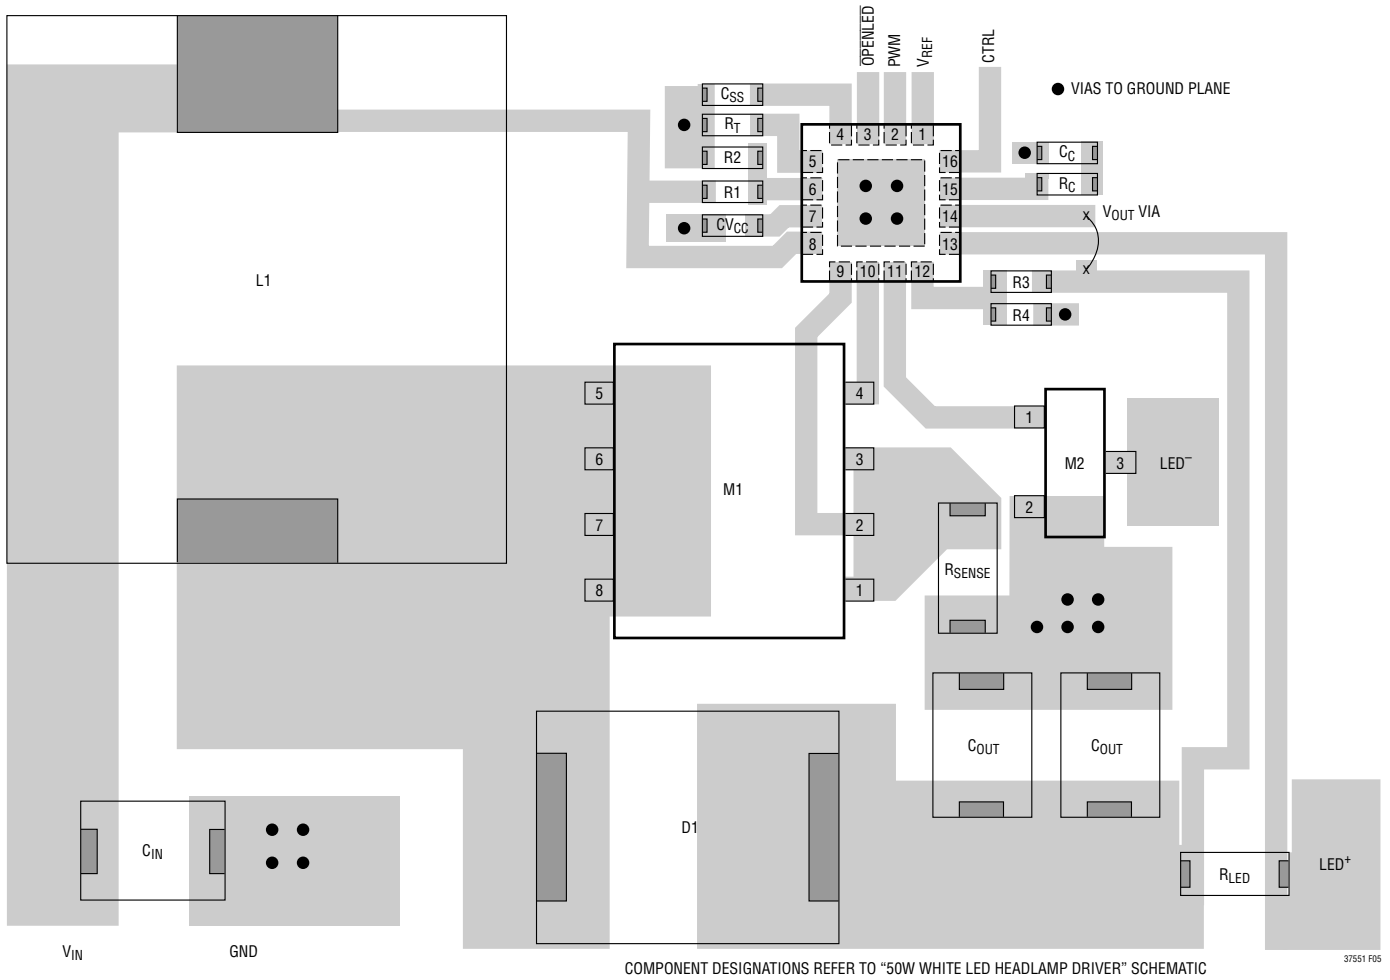 OPENLED
PWM
VREF
CTRL
VIAS TO GROUND PLANE
CSS
RT
R2
R1
CVCC
4
3
2
1
5
6
7
8
16
15
14
13
9
10
11
12
CC
RC
VOUT VIA
x
x
R3
R4
L1
5
6
7
8
M1
4
3
2
1
1
2
M2
3
LED–
RSENSE
COUT
COUT
D1
CIN
RLED
LED+
VIN
GND
COMPONENT DESIGNATIONS REFER TO “50W WHITE LED HEADLAMP DRIVER” SCHEMATIC
37551 F05